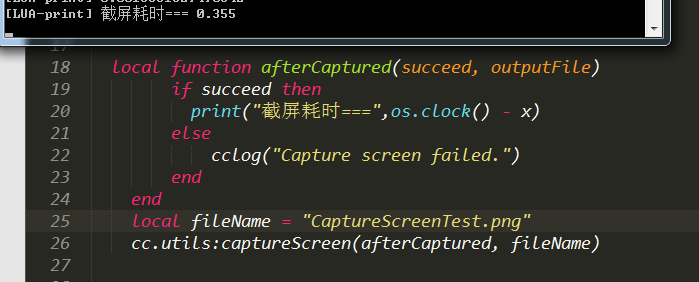 [LUA-print] 截屏耗时=== 0.355
18 local function afterCaptured(succeed, outputFile)
19 if succeed then
20 print("截屏耗时===",os.clock() - x)
21 else
22 cclog("Capture screen failed.")
23 end
24 end
25 local fileName = "CaptureScreenTest.png"
26 cc.utils:captureScreen(afterCaptured, fileName)
27